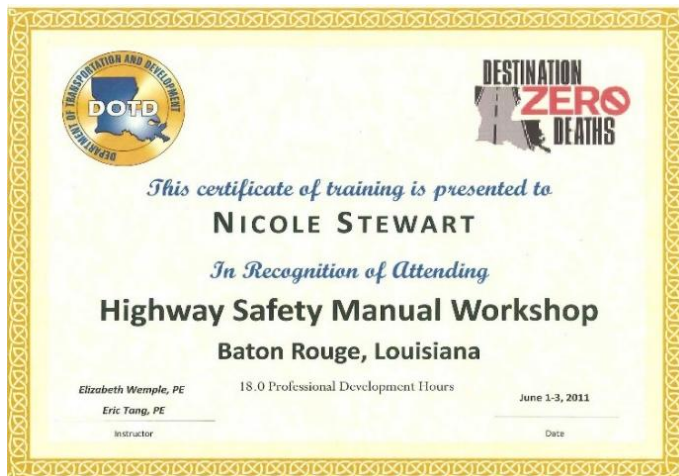 DEPARTMENT OF TRANSPORTATION AND DEVELOPMENT
DOTD
DESTINATION
ZERO
DEATHS
This certificate of training is presented to
NICOLE STEWART
In Recognition of Attending
Highway Safety Manual Workshop
Baton Rouge, Louisiana
18.0 Professional Development Hours
Elizabeth Wemple, PE
Eric Tang, PE
Instructor
June 1-3, 2011
Date